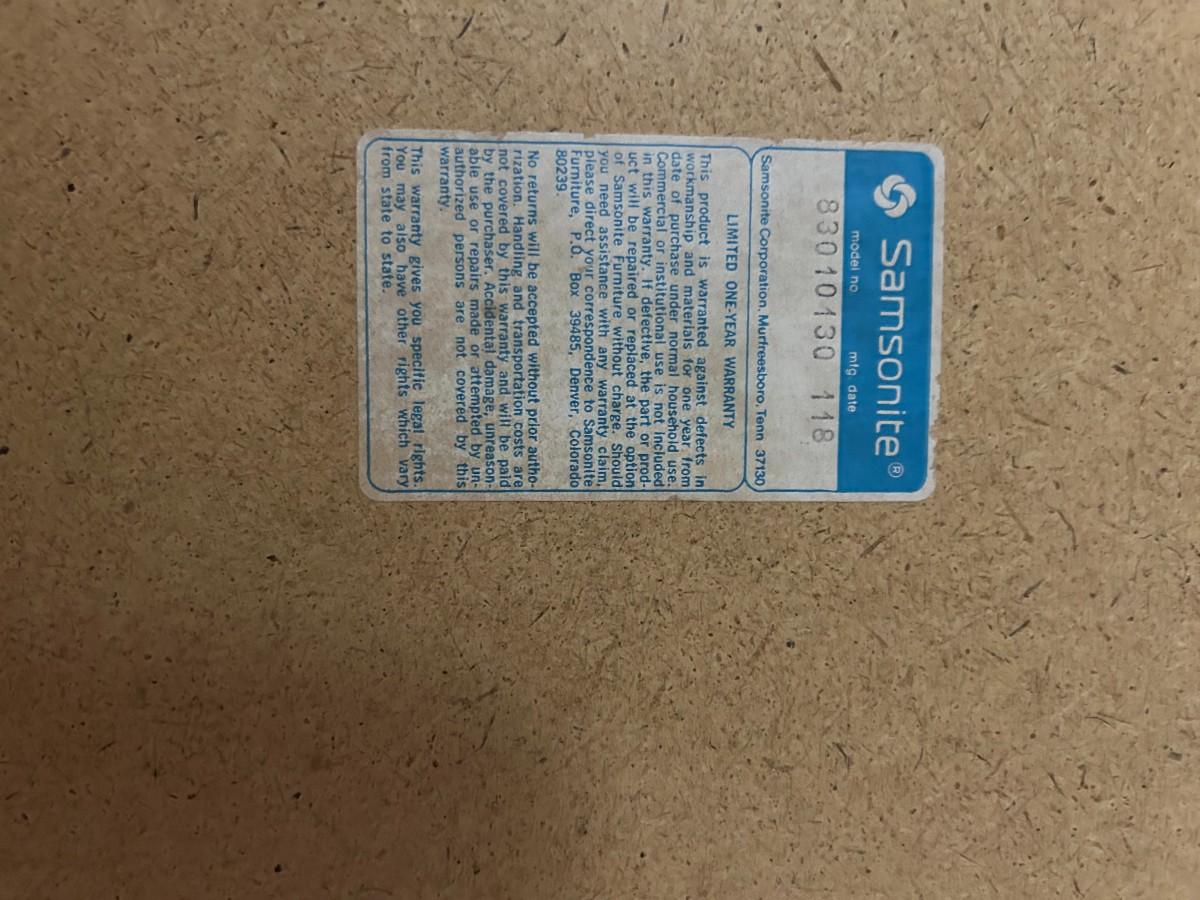 Samsonite®
model no mfg. date
83010130 118
Samsonite Corporation, Murfreesboro, Tenn 37130
LIMITED ONE-YEAR WARRANTY
This product is warranted against defects in
workmanship and materials for one year from
date of purchase under normal household use.
Commercial or institutional use is not included
in this warranty. If defective, the part or prod-
uct will be repaired or replaced at the option
of Samsonite Furniture without charge. Should
you need assistance with any warranty claim,
please direct your correspondence to Samsonite
Furniture, P.O. Box 39485, Denver, Colorado
80239.
No returns will be accepted without prior autho-
rization. Handling and transportation costs are
not covered by this warranty and will be paid
by the purchaser. Accidental damage, unreason-
able use or repairs made or attempted by un-
authorized persons are not covered by this
warranty.
This warranty gives you specific legal rights.
You may also have other rights which vary
from state to state.